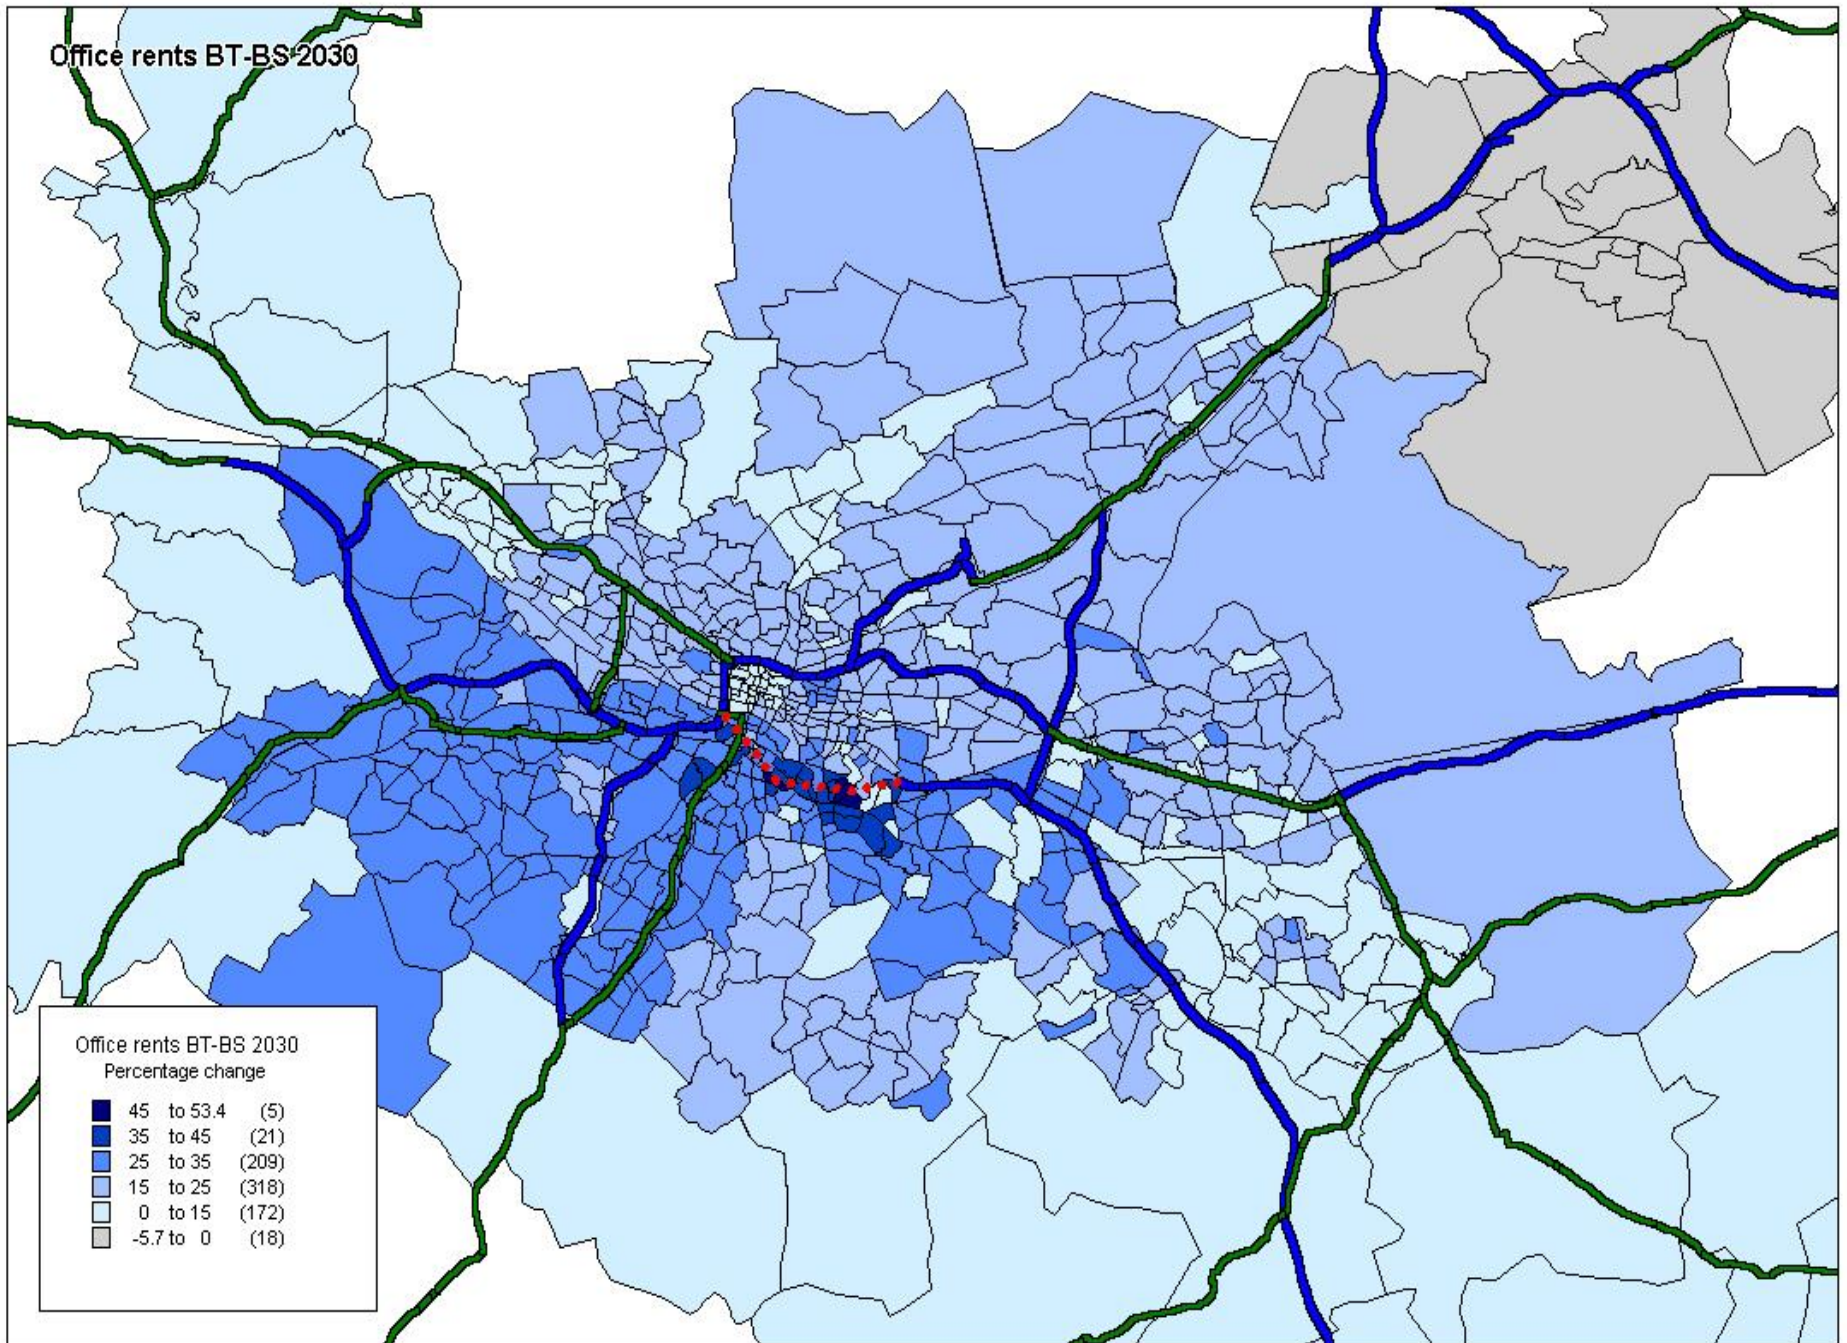 Office rents BT-BS 2030
Office rents BT-BS 2030
Percentage change
45 to 53.4 (5)
35 to 45 (21)
25 to 35 (209)
15 to 25 (318)
0 to 15 (172)
-5.7 to 0 (18)